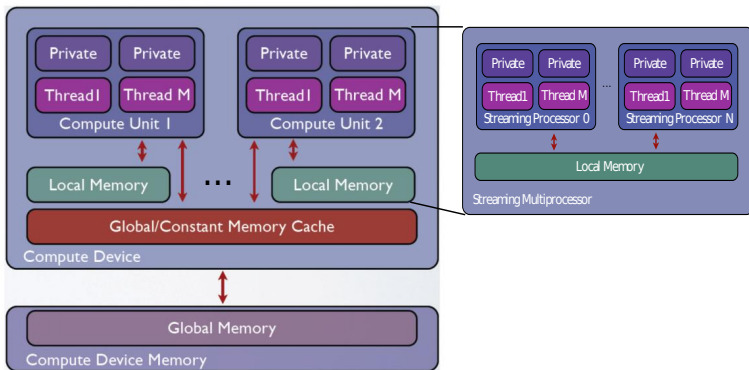 Private Private Private Private
Thread1 Thread M Thread1 Thread M
Compute Unit 1 Compute Unit 2
Local Memory ... Local Memory
Global/Constant Memory Cache
Compute Device
Global Memory
Compute Device Memory
Private Private Private Private
...
Thread1 Thread M Thread1 Thread M
Streaming Processor 0 Streaming Processor N
Local Memory
Streaming Multiprocessor